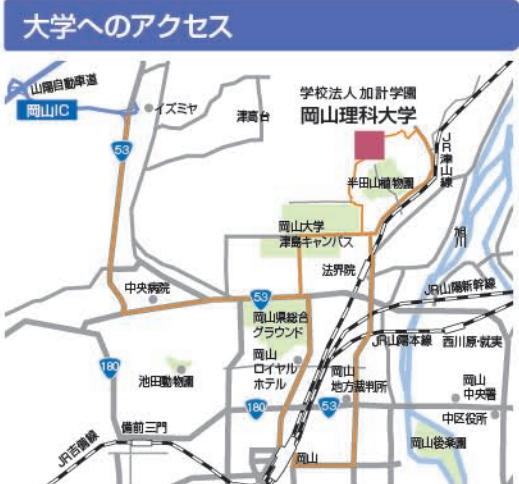 大学へのアクセス
山陽自動車道
岡山IC
イズミヤ
津高台
学校法人加計学園
岡山理科大学
JR津山線
53
半田山植物園
岡山大学
津島キャンパス
旭川
法界院
中央病院
53
JR山陽新幹線
岡山県総合
グラウンド
JR山陽本線
西川原・就実
180
池田動物園
岡山
ロイヤル
ホテル
岡山
地方裁判所
岡山
中央署
180
53
中区役所
備前三門
JR吉備線
岡山
岡山後楽園